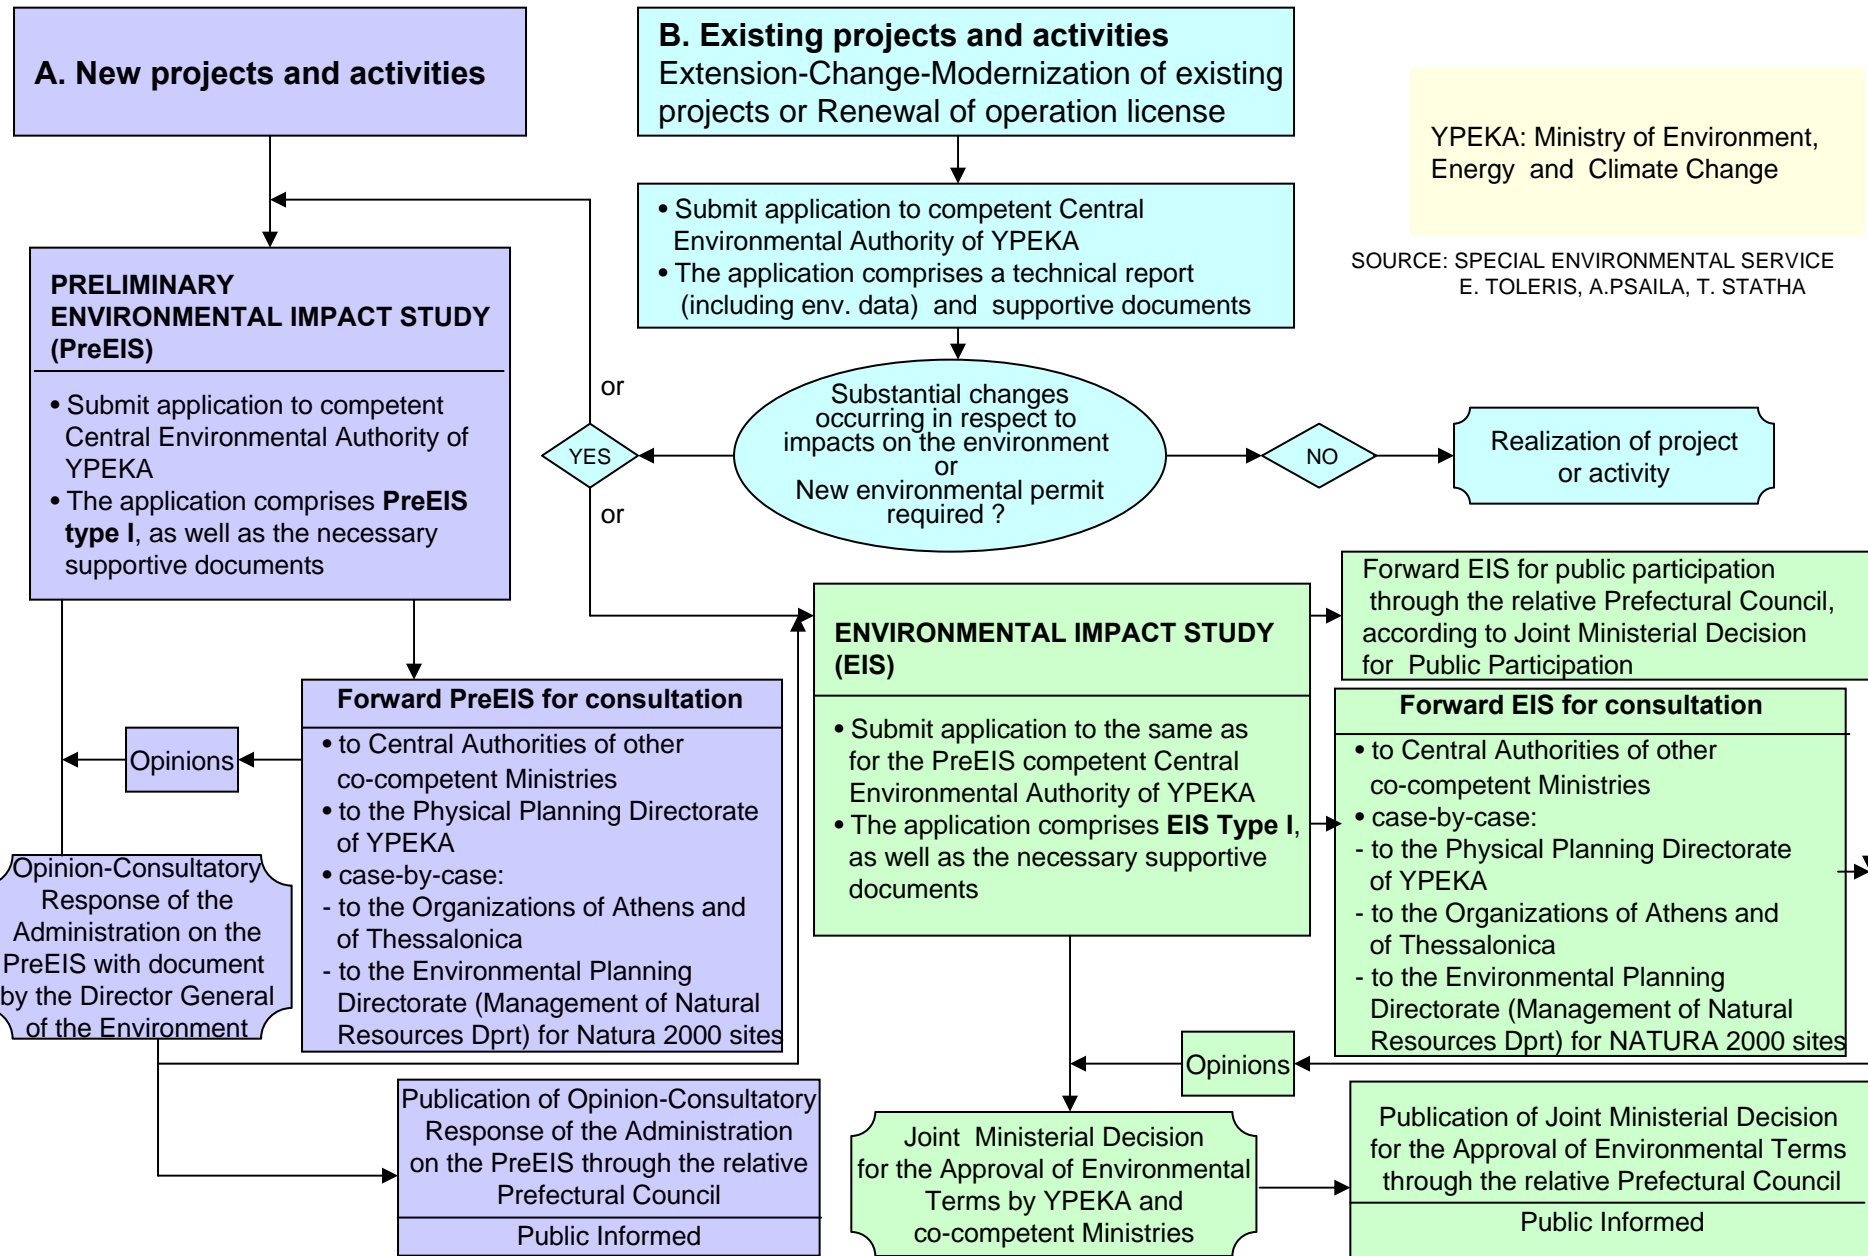 A. New projects and activities
B. Existing projects and activities
Extension-Change-Modernization of existing
projects or Renewal of operation license
YPEKA: Ministry of Environment,
Energy and Climate Change
SOURCE: SPECIAL ENVIRONMENTAL SERVICE
E. TOLERIS, A.PSAILA, T. STATHA
• Submit application to competent Central
Environmental Authority of YPEKA
• The application comprises a technical report
(including env. data) and supportive documents
PRELIMINARY
ENVIRONMENTAL IMPACT STUDY
(PreEIS)
• Submit application to competent
Central Environmental Authority of
YPEKA
• The application comprises PreEIS
type I, as well as the necessary
supportive documents
or
YES
or
Substantial changes
occurring in respect to
impacts on the environment
or
New environmental permit
required ?
NO
Realization of project
or activity
Forward EIS for public participation
through the relative Prefectural Council,
according to Joint Ministerial Decision
for Public Participation
ENVIRONMENTAL IMPACT STUDY
(EIS)
• Submit application to the same as
for the PreEIS competent Central
Environmental Authority of YPEKA
• The application comprises EIS Type I,
as well as the necessary supportive
documents
Forward PreEIS for consultation
• to Central Authorities of other
co-competent Ministries
• to the Physical Planning Directorate
of YPEKA
• case-by-case:
- to the Organizations of Athens and
of Thessalonica
- to the Environmental Planning
Directorate (Management of Natural
Resources Dprt) for Natura 2000 sites
Opinions
Opinion-Consultatory
Response of the
Administration on the
PreEIS with document
by the Director General
of the Environment
Forward EIS for consultation
• to Central Authorities of other
co-competent Ministries
• case-by-case:
- to the Physical Planning Directorate
of YPEKA
- to the Organizations of Athens and
of Thessalonica
- to the Environmental Planning
Directorate (Management of Natural
Resources Dprt) for NATURA 2000 sites
Opinions
Publication of Opinion-Consultatory
Response of the Administration
on the PreEIS through the relative
Prefectural Council
Public Informed
Joint Ministerial Decision
for the Approval of Environmental
Terms by YPEKA and
co-competent Ministries
Publication of Joint Ministerial Decision
for the Approval of Environmental Terms
through the relative Prefectural Council
Public Informed